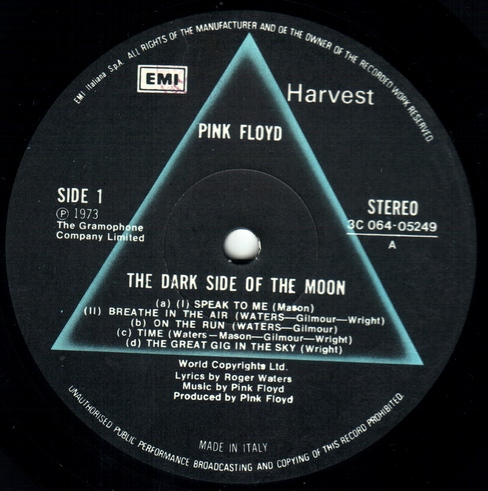 EMI Italiana S.p.A. ALL RIGHTS OF THE MANUFACTURER AND OF THE OWNER OF THE RECORDED WORK RESERVED
EMI
Harvest
PINK FLOYD
SIDE 1
Ⓟ 1973
The Gramophone
Company Limited
STEREO
3C 064-05249
A
THE DARK SIDE OF THE MOON
(a) (I) SPEAK TO ME (Mason)
(II) BREATHE IN THE AIR (WATERS—Gilmour—Wright)
(b) ON THE RUN (WATERS—Gilmour)
(c) TIME (Waters—Mason—Gilmour—Wright)
(d) THE GREAT GIG IN THE SKY (Wright)
World Copyrights Ltd.
Lyrics by Roger Waters
Music by Pink Floyd
Produced by Pink Floyd
MADE IN ITALY
UNAUTHORISED PUBLIC PERFORMANCE BROADCASTING AND COPYING OF THIS RECORD PROHIBITED.